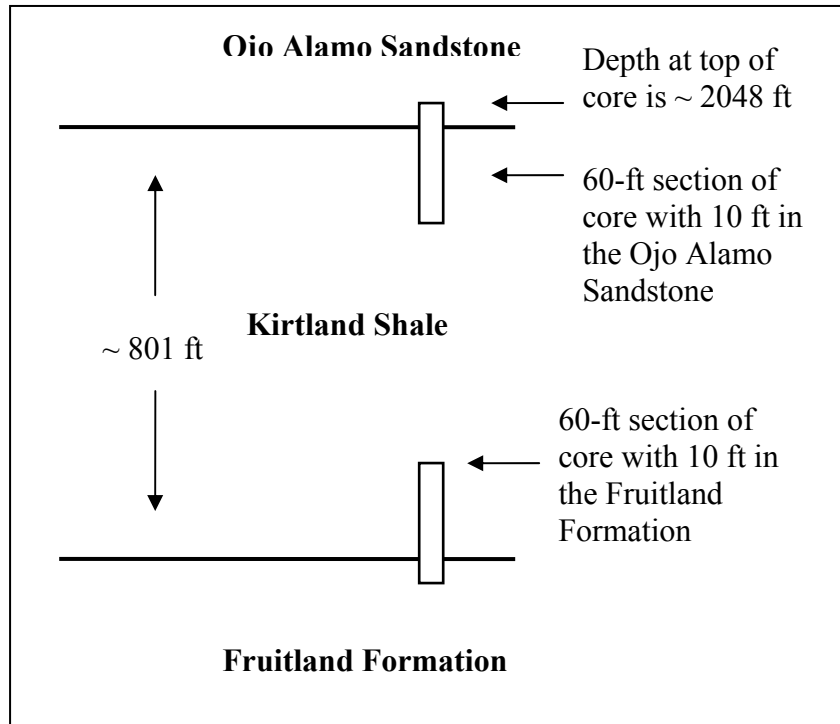 Ojo Alamo Sandstone
Depth at top of
core is ~ 2048 ft
60-ft section of
core with 10 ft in
the Ojo Alamo
Sandstone
Kirtland Shale
~ 801 ft
60-ft section of
core with 10 ft in
the Fruitland
Formation
Fruitland Formation